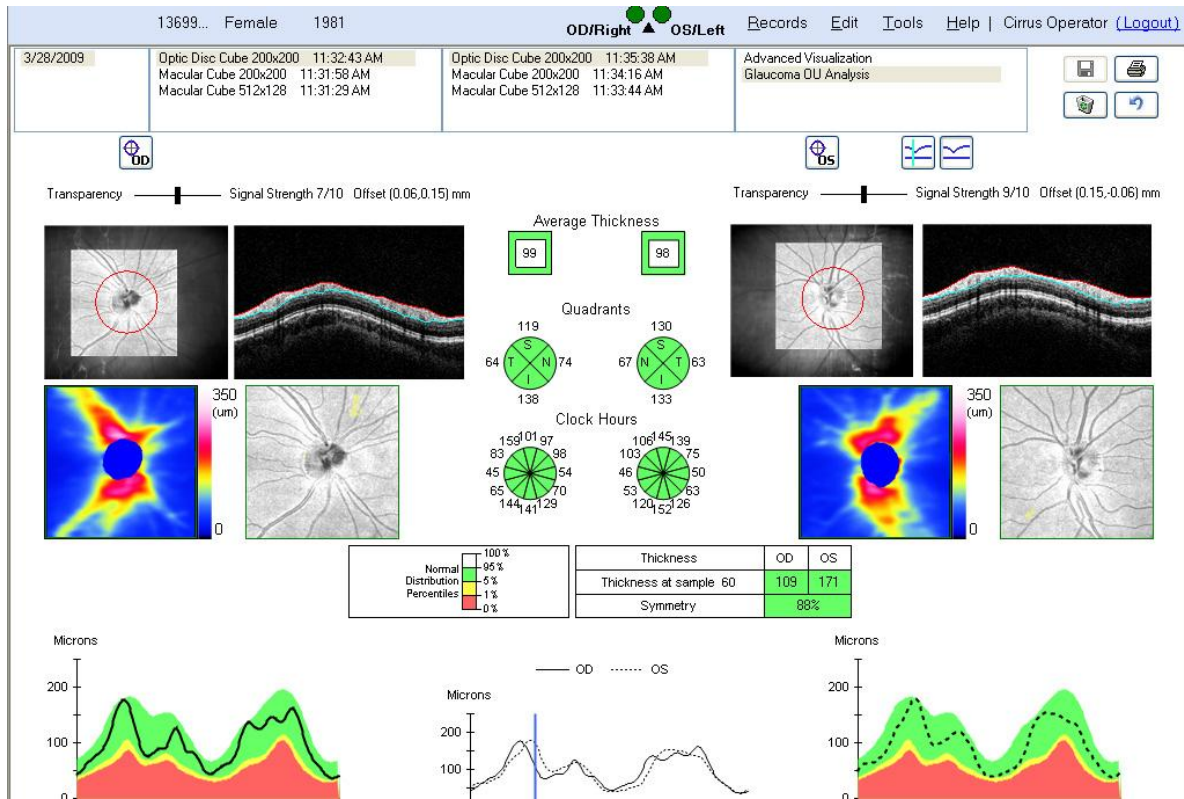 13699... Female 1981 OD/Right OS/Left Records Edit Tools Help | Cirrus Operator (Logout)
3/28/2009
Optic Disc Cube 200x200 11:32:43 AM
Macular Cube 200x200 11:31:58 AM
Macular Cube 512x128 11:31:29 AM
Optic Disc Cube 200x200 11:35:38 AM
Macular Cube 200x200 11:34:16 AM
Macular Cube 512x128 11:33:44 AM
Advanced Visualization
Glaucoma OU Analysis
OD
OS
Transparency Signal Strength 7/10 Offset (0.06,0.15) mm
Transparency Signal Strength 9/10 Offset (0.15,-0.06) mm
Average Thickness
99 98
Quadrants
119
S
64 T N 74
I
138
130
S
67 N T 63
I
133
350
(um)
0
350
(um)
0
Clock Hours
159 101 97
83 98
45 54
65 70
144 141 129
106 145 139
103 75
46 50
53 63
120 152 126
Normal
Distribution
Percentiles
100%
95%
5%
1%
0%
Thickness OD OS
Thickness at sample 60 109 171
Symmetry 88%
Microns
200
100
0
OD OS
Microns
200
100
Microns
200
100
0